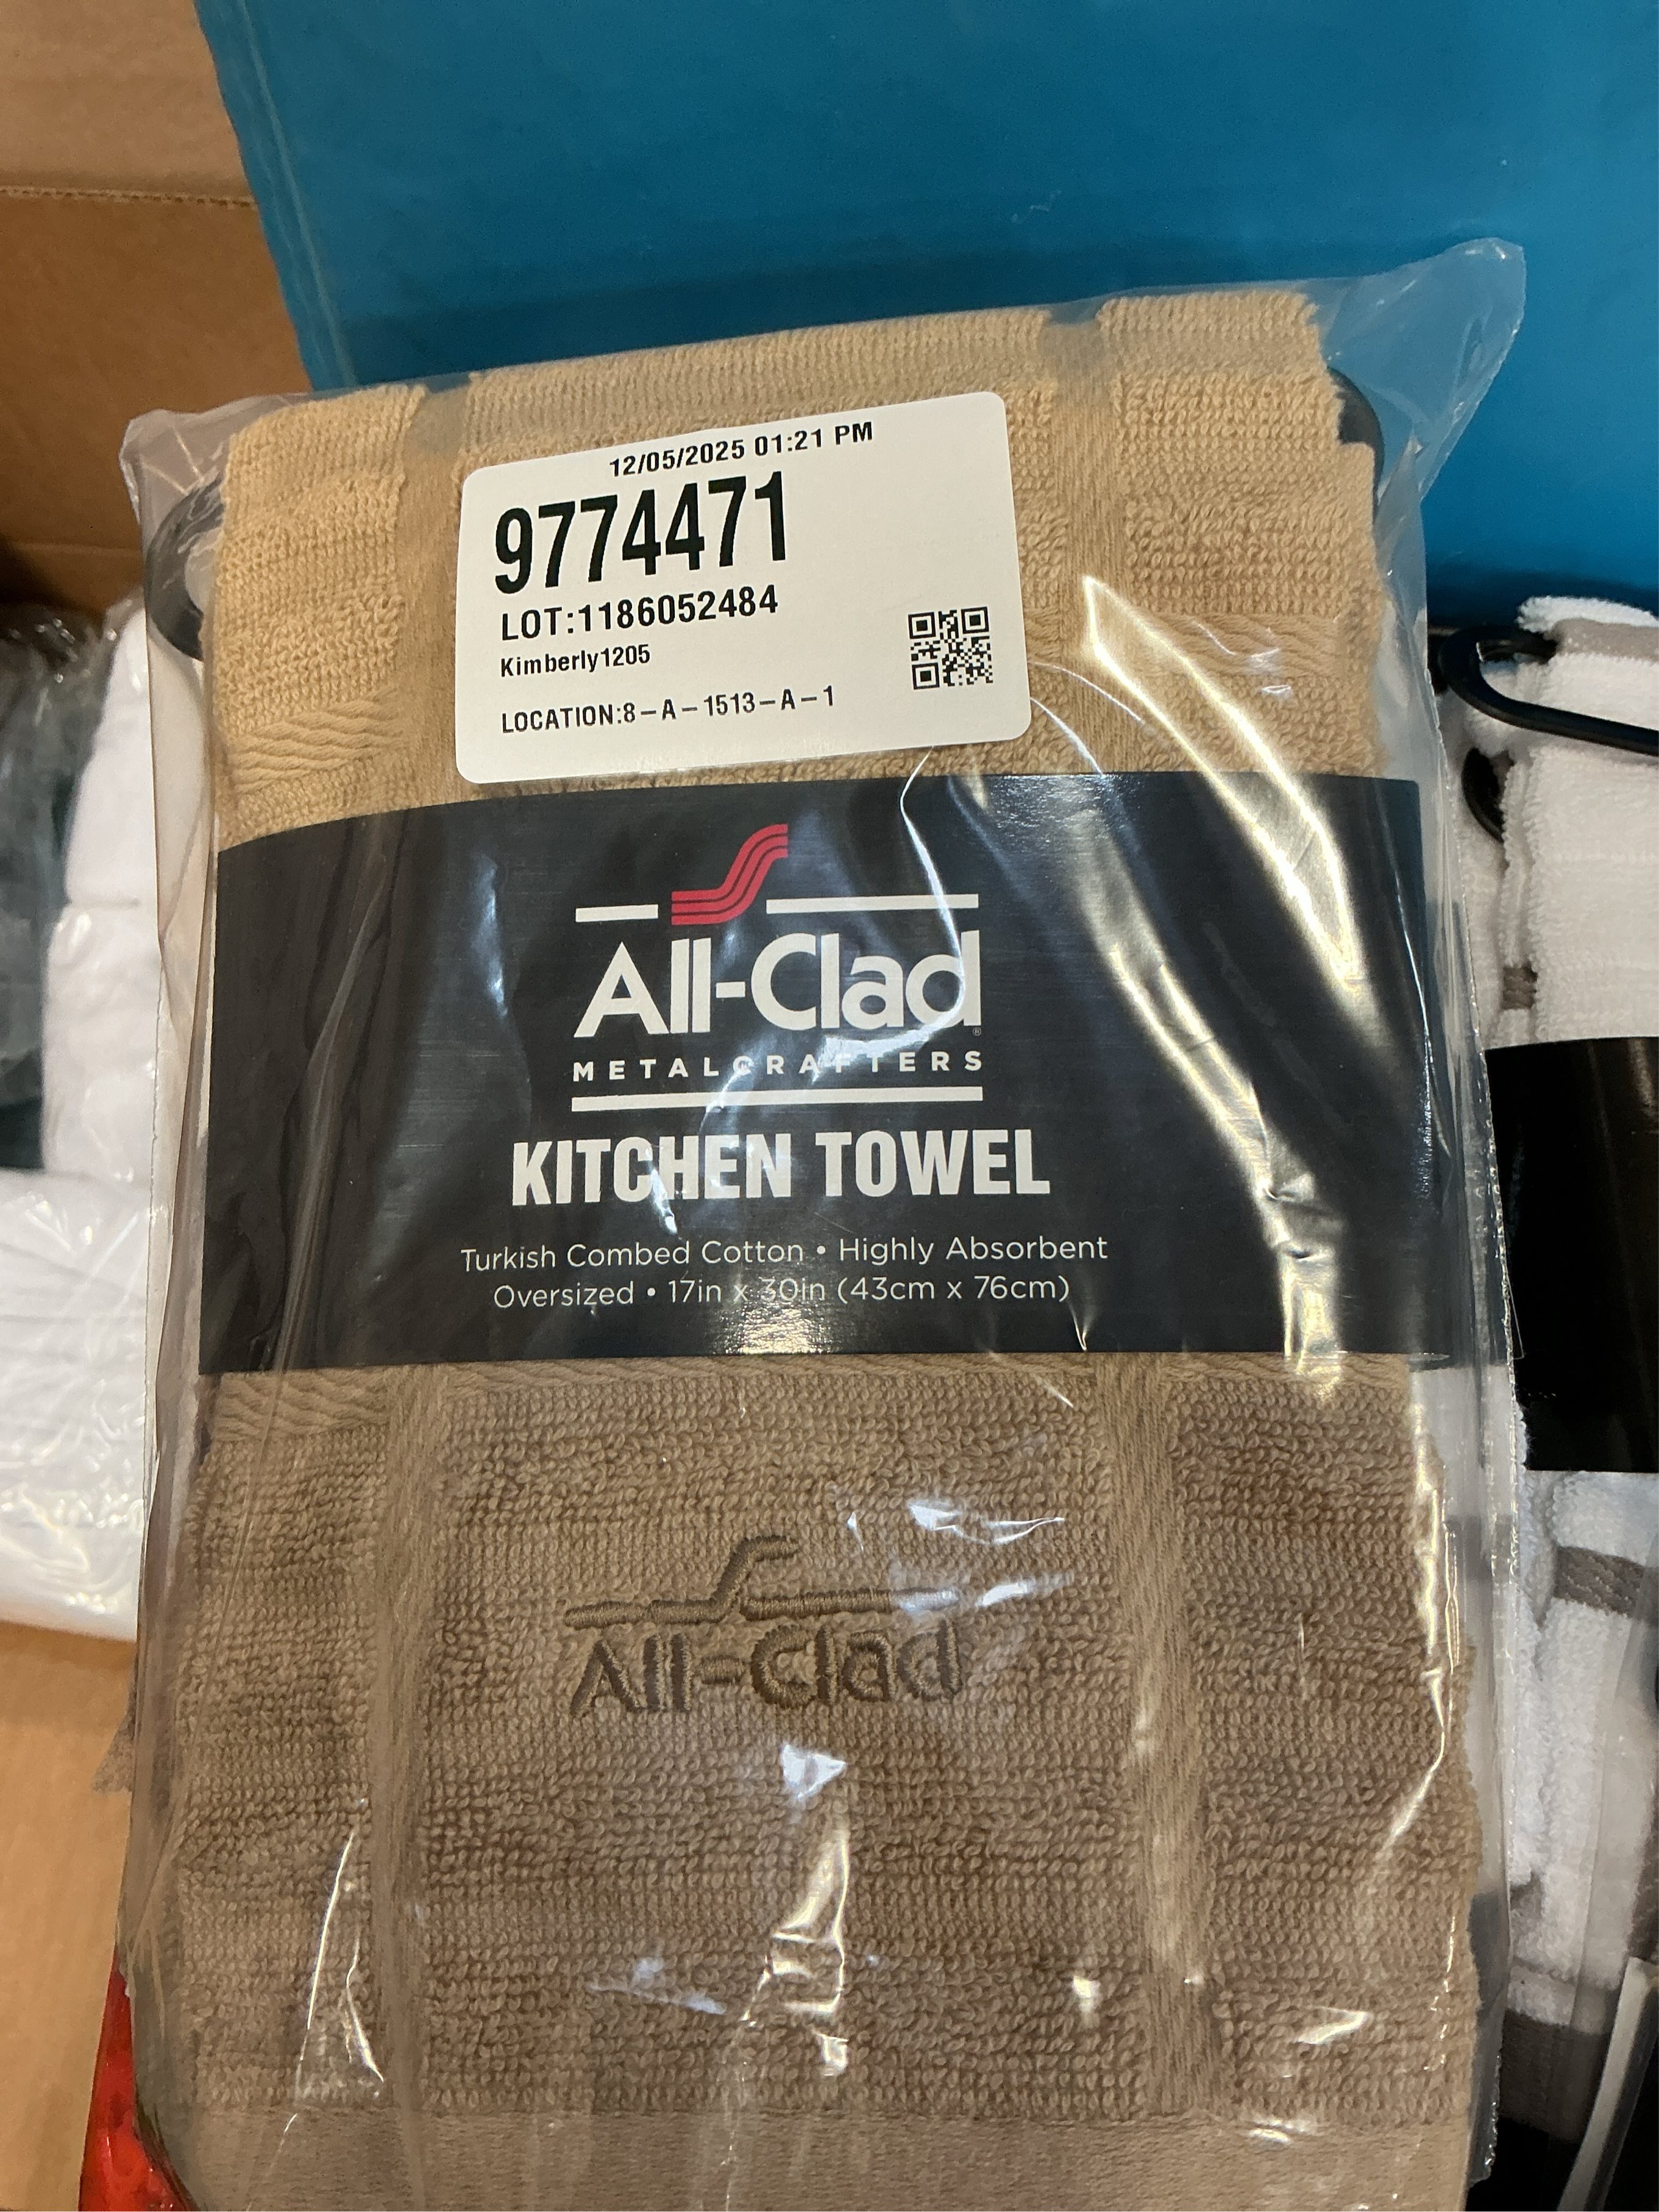 12/05/2025 01:21 PM
9774471
LOT:1186052484
Kimberly1205
LOCATION:8-A-1513-A-1
All-Clad®
METALCRAFTERS
KITCHEN TOWEL
Turkish Combed Cotton • Highly Absorbent
Oversized • 17in x 30in (43cm x 76cm)
All-Clad